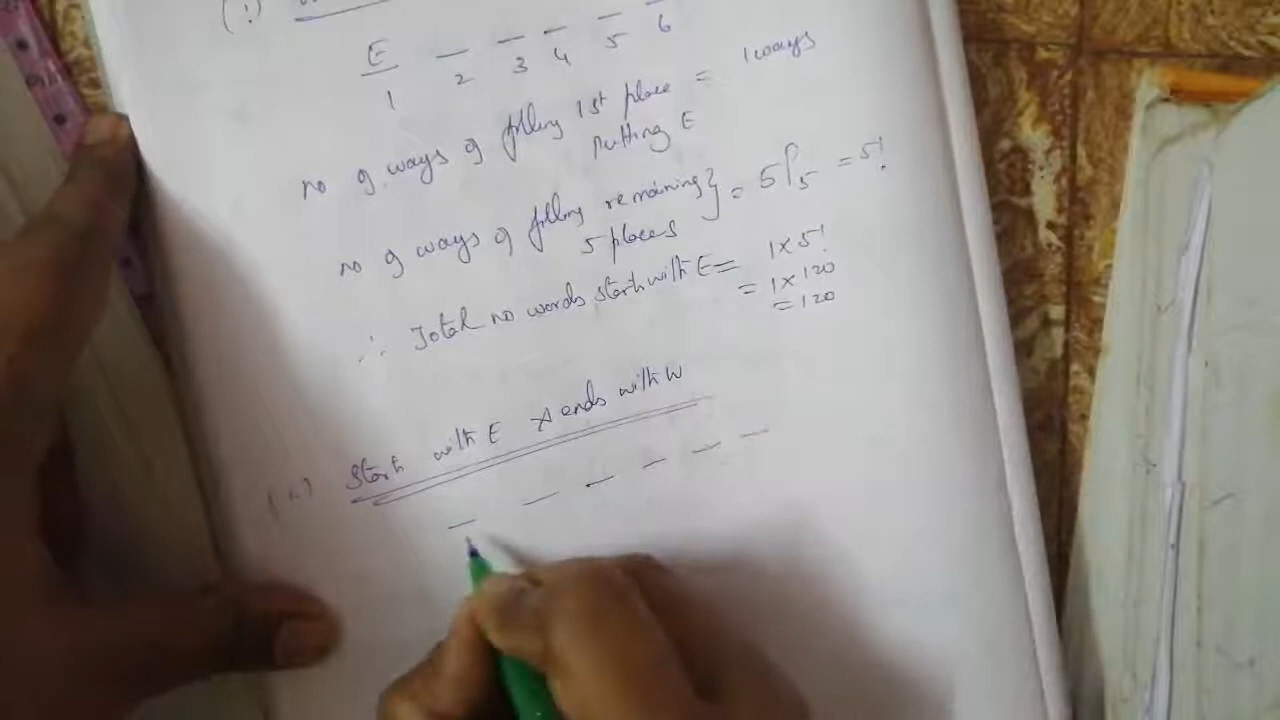 (i)
E
1 2 3 4 5 6
no of ways of filling 1st place = 1 ways
putting E
no of ways of filling remaining } = 5P5 = 5!
5 places
∴ Total no words start with E = 1 × 5!
= 1 × 120
= 120
(ii) Start with E & ends with W